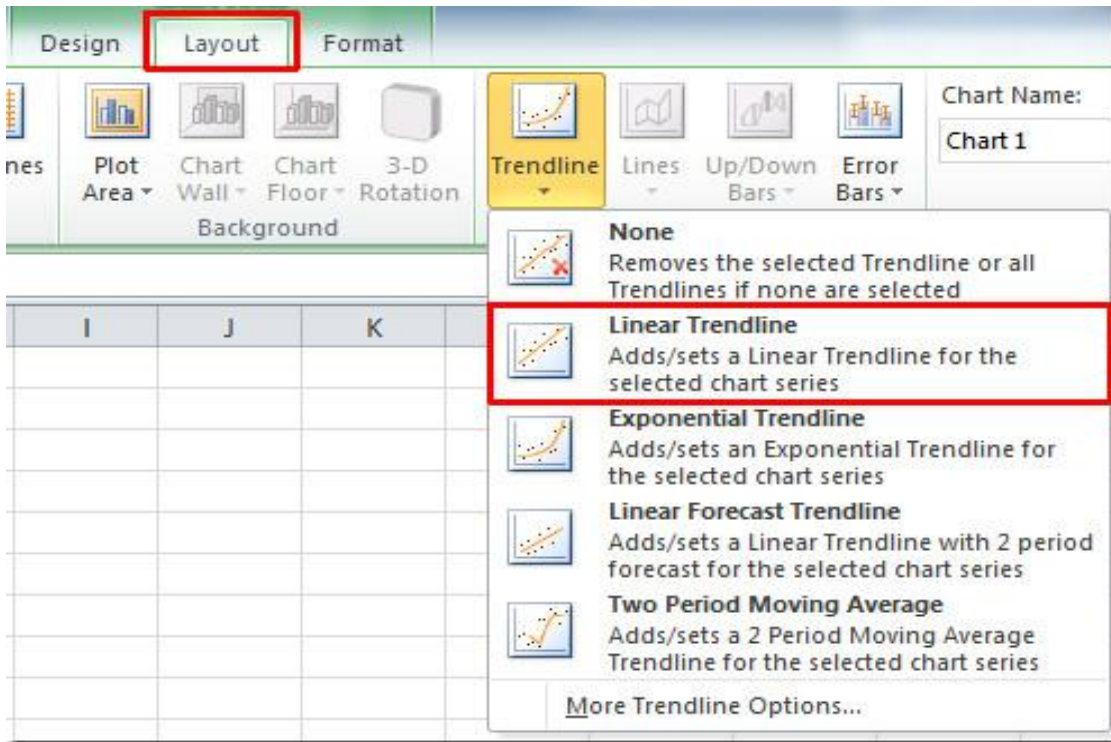 Design Layout Format
Plot Area
Chart Wall
Chart Floor
3-D Rotation
Background
Trendline
Lines
Up/Down Bars
Error Bars
Chart Name:
Chart 1
None
Removes the selected Trendline or all
Trendlines if none are selected
Linear Trendline
Adds/sets a Linear Trendline for the
selected chart series
Exponential Trendline
Adds/sets an Exponential Trendline for
the selected chart series
Linear Forecast Trendline
Adds/sets a Linear Trendline with 2 period
forecast for the selected chart series
Two Period Moving Average
Adds/sets a 2 Period Moving Average
Trendline for the selected chart series
More Trendline Options...
I J K